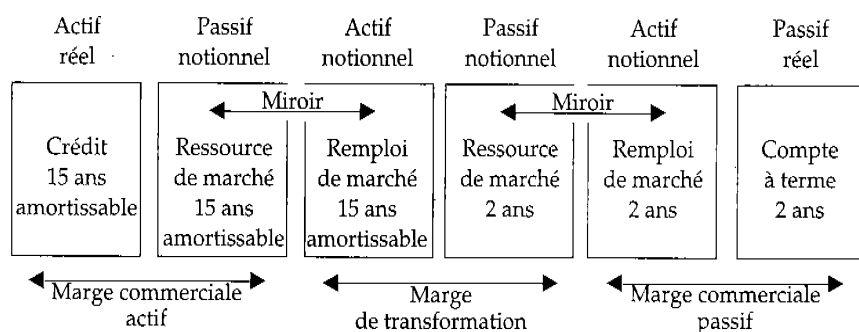 Actif
réel
Passif
notionnel
Actif
notionnel
Passif
notionnel
Actif
notionnel
Passif
réel
Miroir
Miroir
Crédit
15 ans
amortissable
Ressource
de marché
15 ans
amortissable
Remploi
de marché
15 ans
amortissable
Ressource
de marché
2 ans
Remploi
de marché
2 ans
Compte
à terme
2 ans
Marge commerciale
actif
Marge
de transformation
Marge commerciale
passif